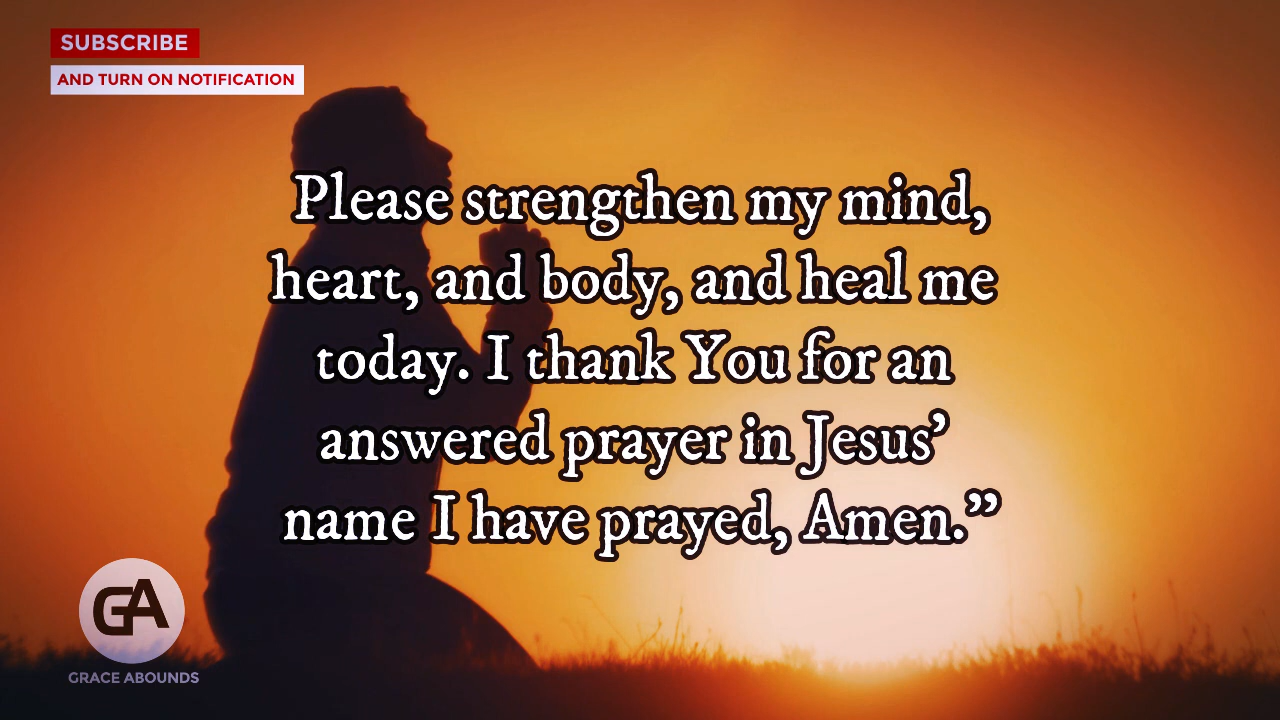 SUBSCRIBE
AND TURN ON NOTIFICATION
Please strengthen my mind,
heart, and body, and heal me
today. I thank You for an
answered prayer in Jesus’
name I have prayed, Amen.”
GA
GRACE ABOUNDS